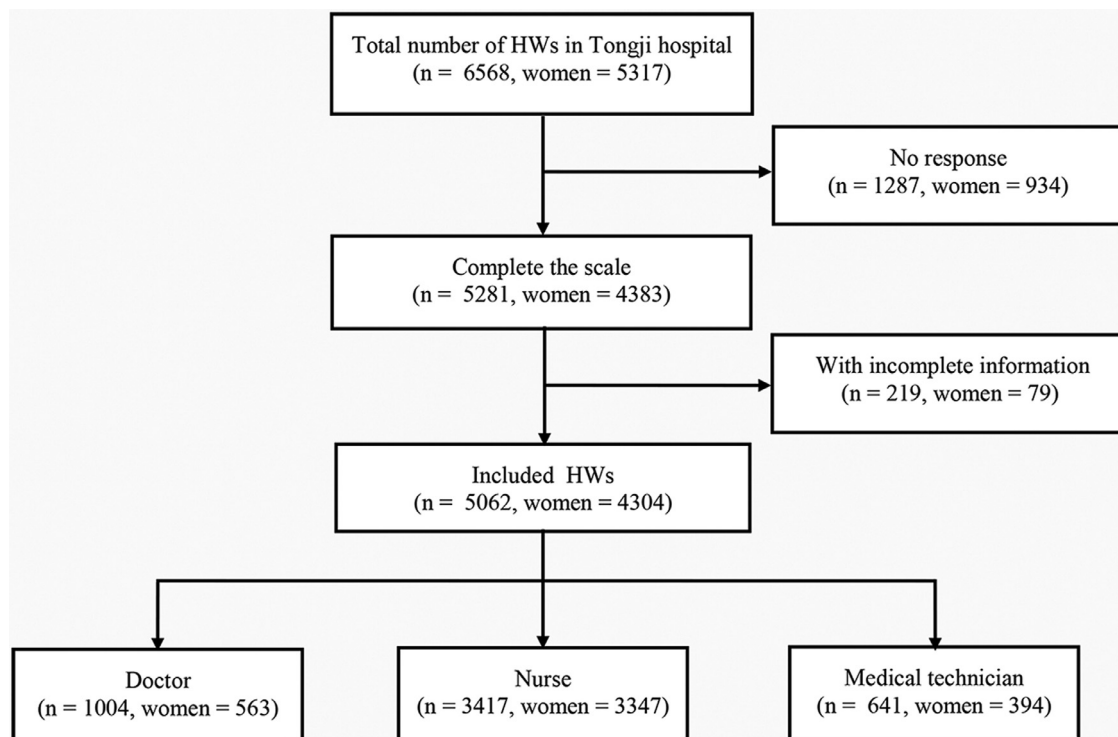 Total number of HWs in Tongji hospital
(n = 6568, women = 5317)
No response
(n = 1287, women = 934)
Complete the scale
(n = 5281, women = 4383)
With incomplete information
(n = 219, women = 79)
Included HWs
(n = 5062, women = 4304)
Doctor
(n = 1004, women = 563)
Nurse
(n = 3417, women = 3347)
Medical technician
(n = 641, women = 394)